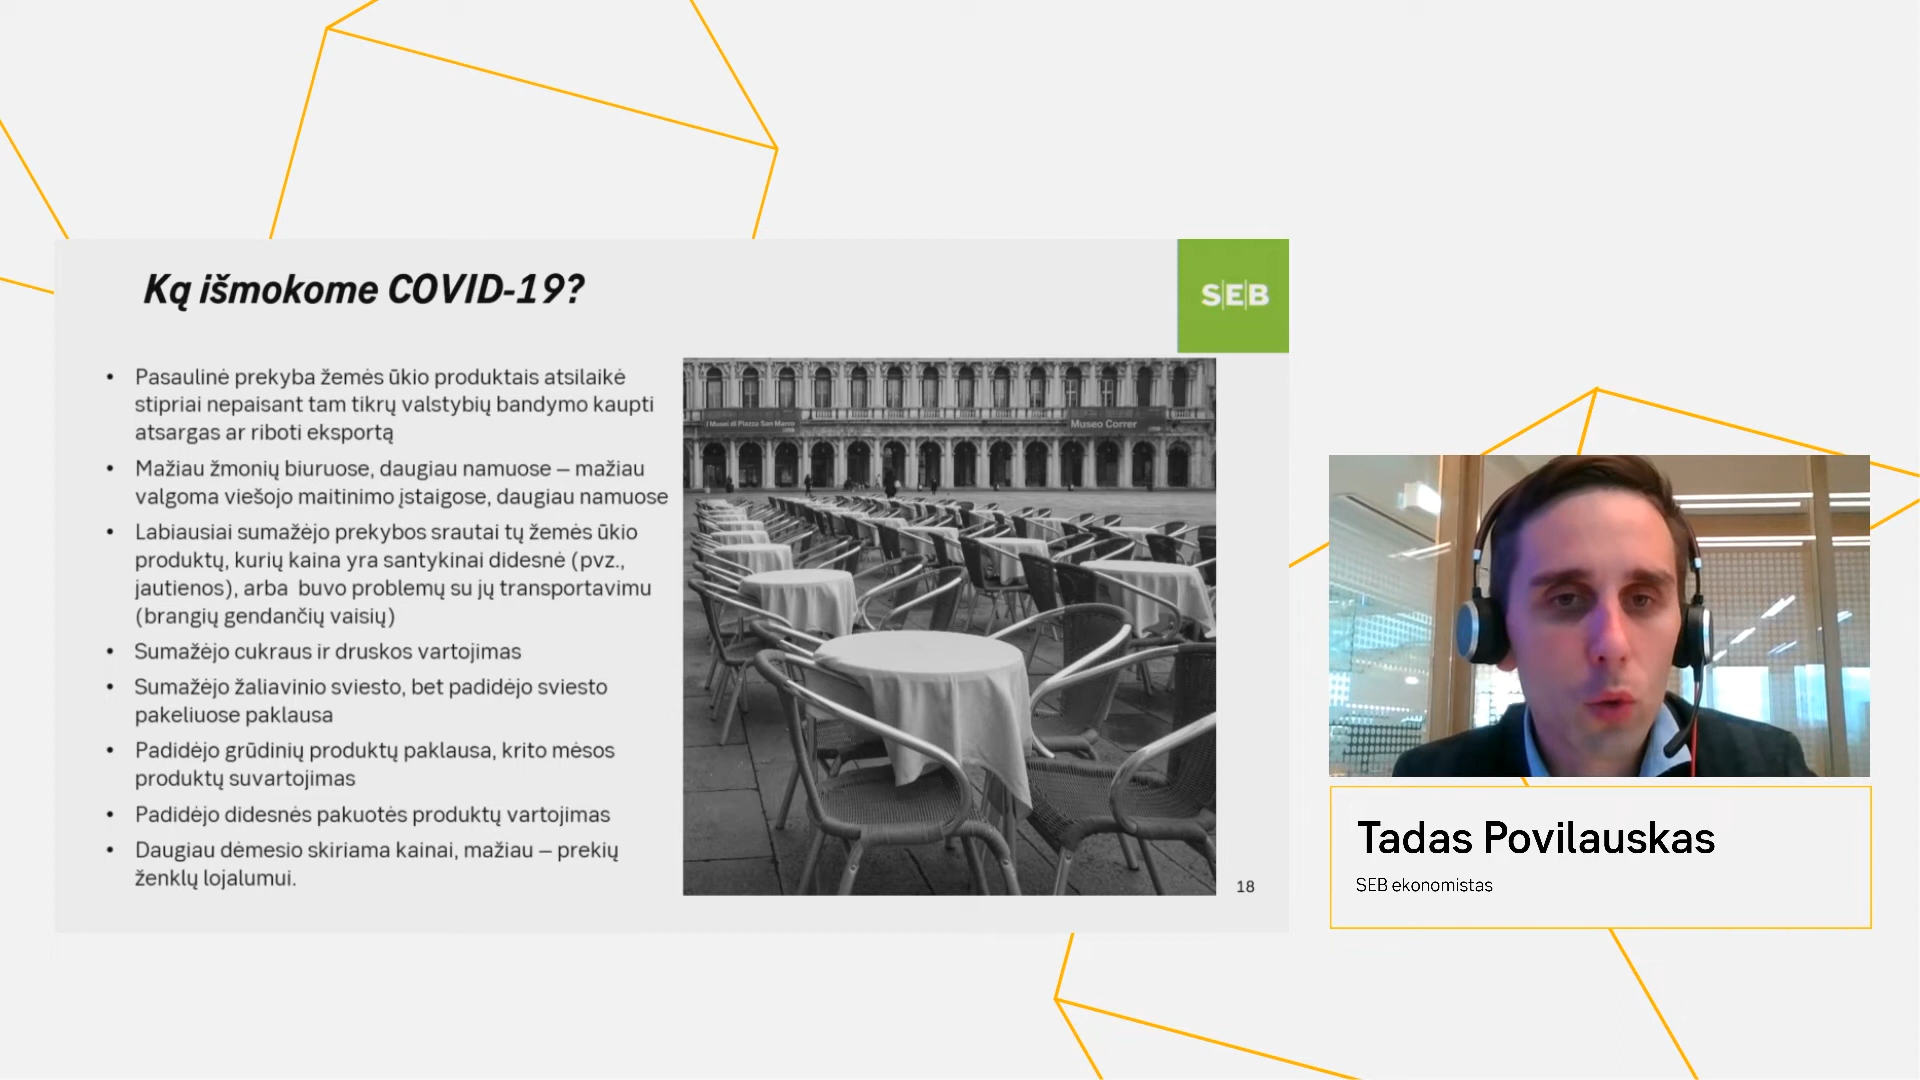 Ką išmokome COVID-19?
SEB
• Pasaulinė prekyba žemės ūkio produktais atsilaikė
stipriai nepaisant tam tikrų valstybių bandymo kaupti
atsargas ar riboti eksportą
• Mažiau žmonių biuruose, daugiau namuose – mažiau
valgoma viešojo maitinimo įstaigose, daugiau namuose
• Labiausiai sumažėjo prekybos srautai tų žemės ūkio
produktų, kurių kaina yra santykinai didesnė (pvz.,
jautienos), arba buvo problemų su jų transportavimu
(brangių gendančių vaisių)
• Sumažėjo cukraus ir druskos vartojimas
• Sumažėjo žaliavinio sviesto, bet padidėjo sviesto
pakeliuose paklausa
• Padidėjo grūdinių produktų paklausa, krito mėsos
produktų suvartojimas
• Padidėjo didesnės pakuotės produktų vartojimas
• Daugiau dėmesio skiriama kainai, mažiau – prekių
ženklų lojalumui.
I Musei di Piazza San Marco
Museo Correr
18
Tadas Povilauskas
SEB ekonomistas